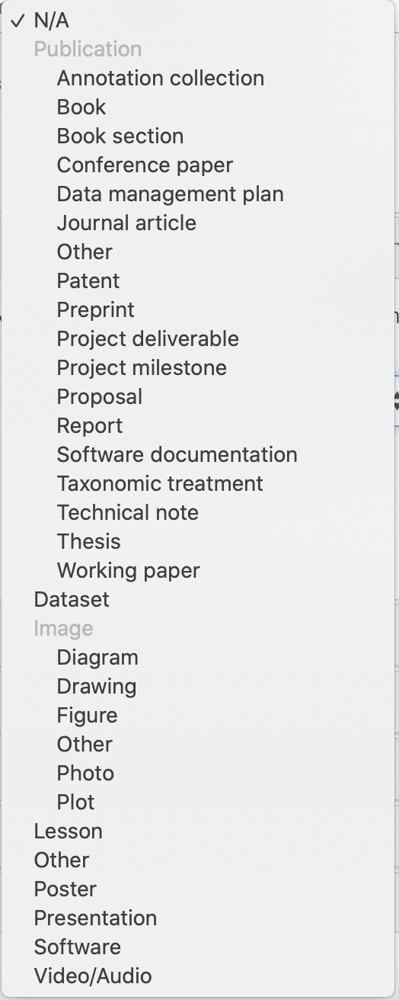 ✓ N/A
Publication
Annotation collection
Book
Book section
Conference paper
Data management plan
Journal article
Other
Patent
Preprint
Project deliverable
Project milestone
Proposal
Report
Software documentation
Taxonomic treatment
Technical note
Thesis
Working paper
Dataset
Image
Diagram
Drawing
Figure
Other
Photo
Plot
Lesson
Other
Poster
Presentation
Software
Video/Audio